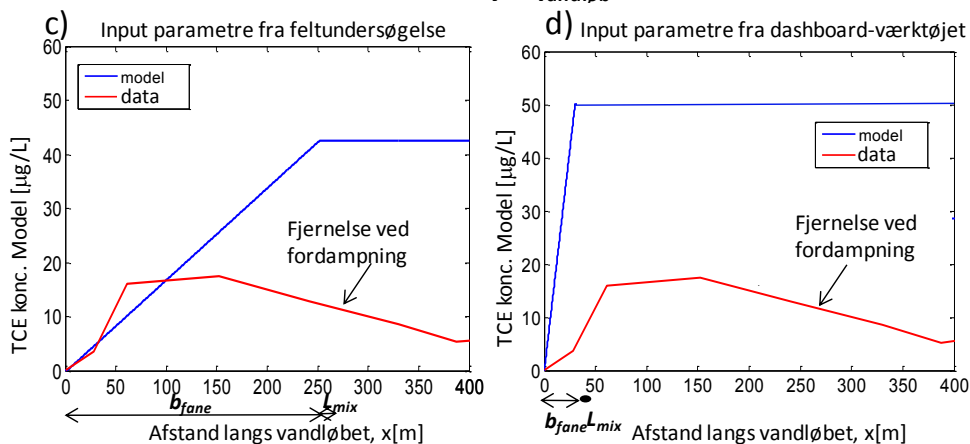 c) Input parametre fra feltundersøgelse
TCE konc. Model [µg/L]
60
50
40
30
20
10
0
model
data
Fjernelse ved
fordampning
0 50 100 150 200 250 300 350 400
b_fane L_mix
Afstand langs vandløbet, x[m]
d) Input parametre fra dashboard-værktøjet
TCE konc. Model [µg/L]
60
50
40
30
20
10
0
model
data
Fjernelse ved
fordampning
0 50 100 150 200 250 300 350 400
b_fane L_mix
Afstand langs vandløbet, x[m]